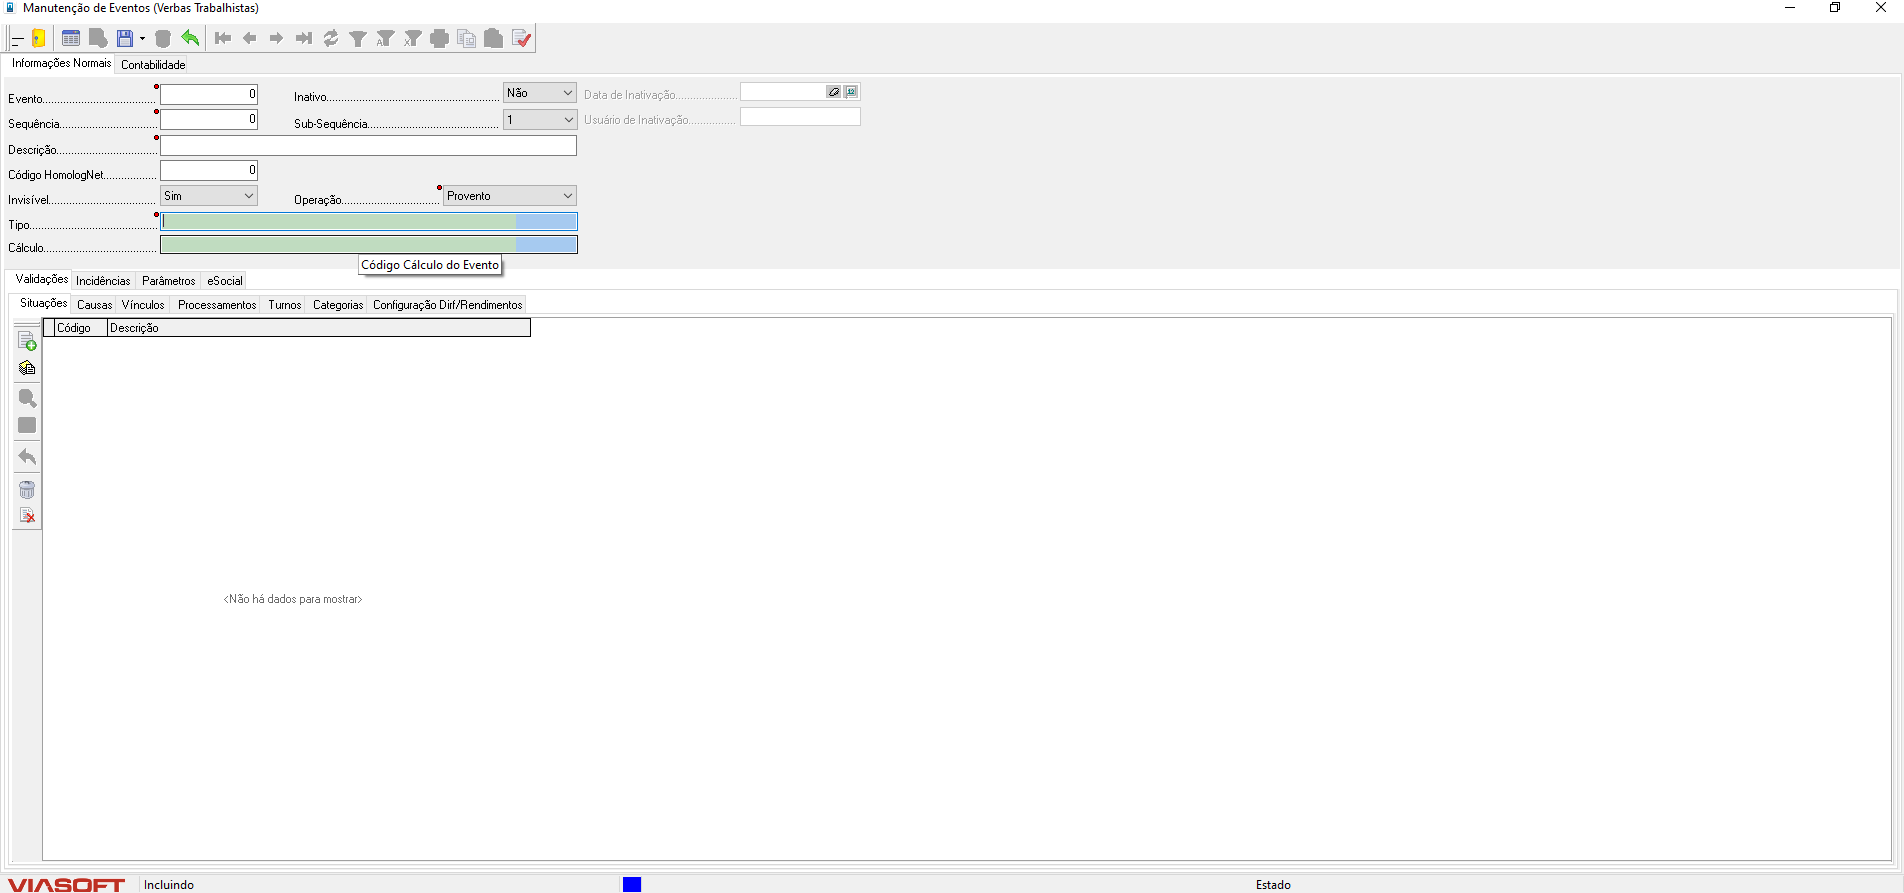 Manutenção de Eventos (Verbas Trabalhistas)
Informações Normais Contabilidade
Evento 0 Inativo Não Data de Inativação
Sequência 0 Sub-Sequência 1 Usuário de Inativação
Descrição
Código HomologNet 0
Invisível Sim Operação Provento
Tipo
Cálculo
Código Cálculo do Evento
Validações Incidências Parâmetros eSocial
Situações Causas Vínculos Processamentos Turnos Categorias Configuração Dirf/Rendimentos
Código Descrição
<Não há dados para mostrar>
VIASOFT Incluindo Estado